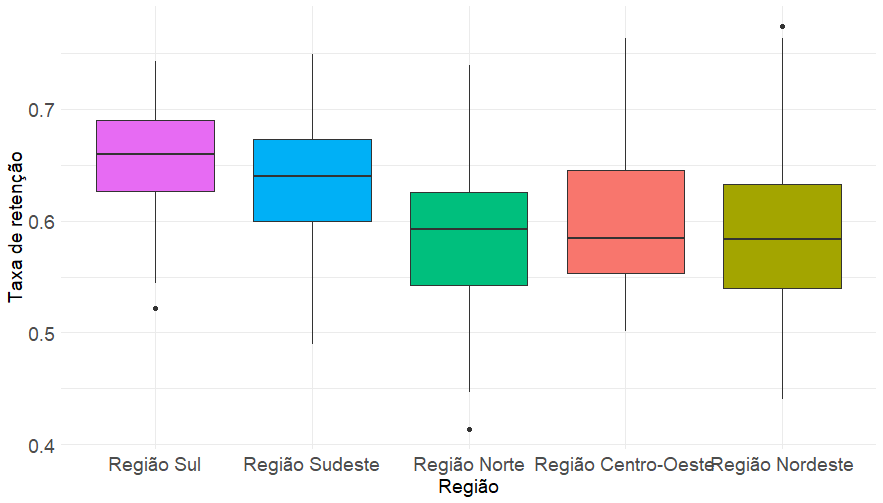 Taxa de retenção
0.7
0.6
0.5
0.4
Região Sul
Região Sudeste
Região Norte
Região Centro-Oeste
Região Nordeste
Região